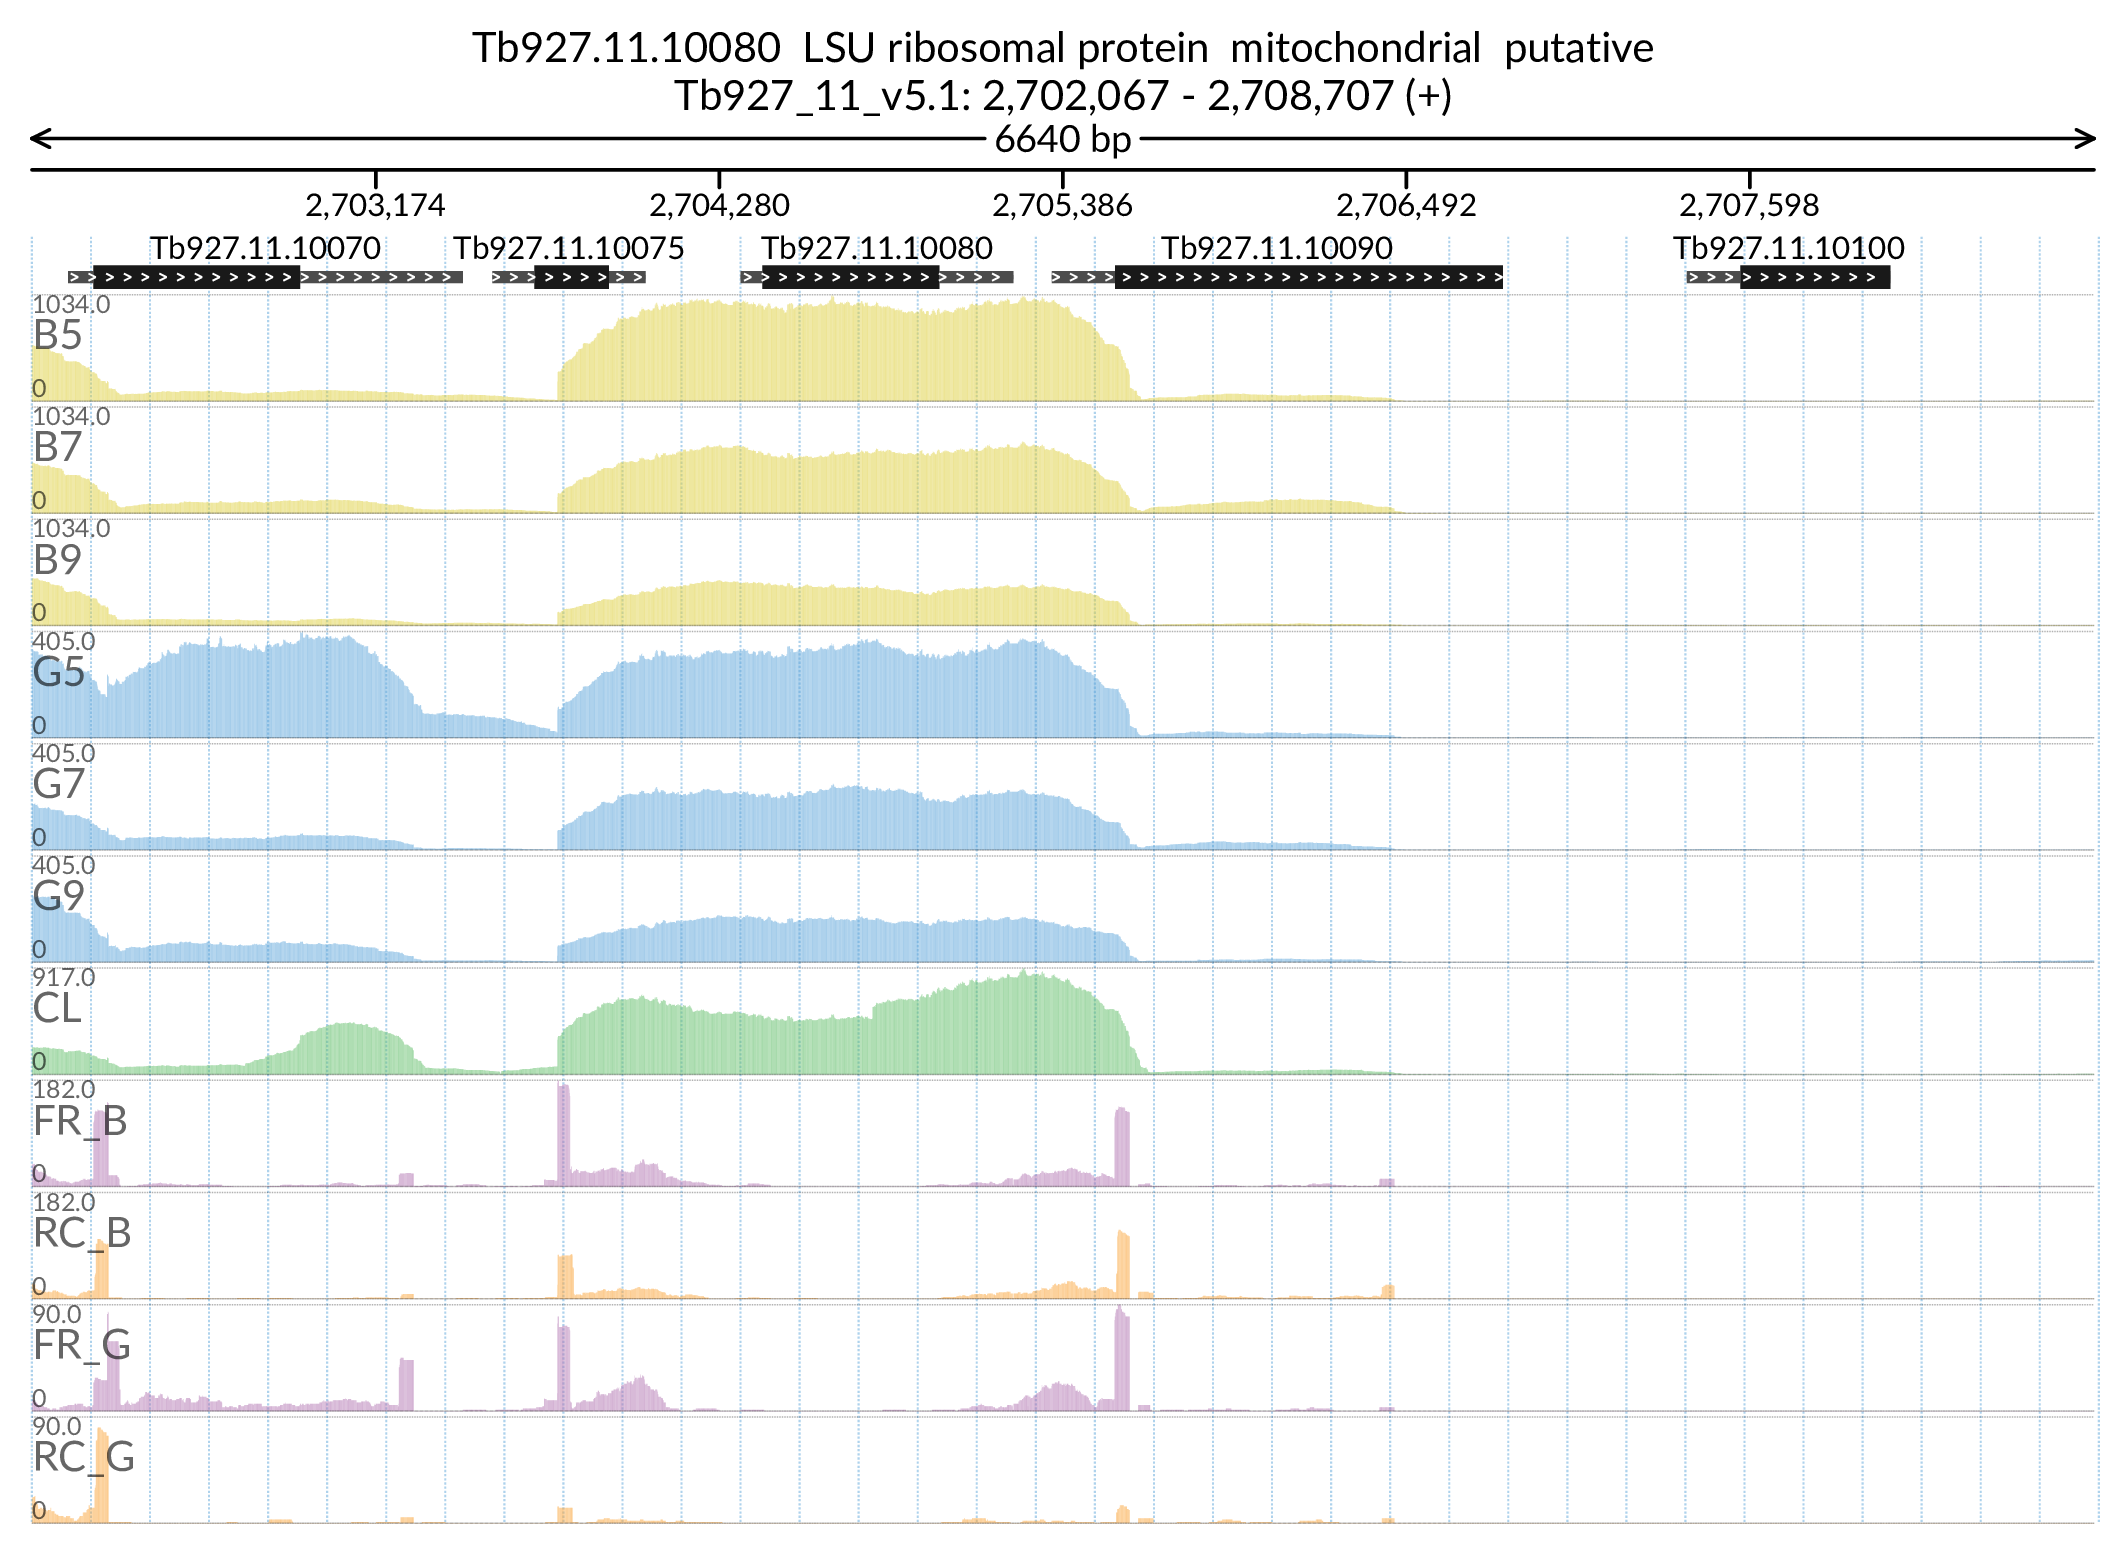 Tb927.11.10080 LSU ribosomal protein mitochondrial putative
Tb927_11_v5.1: 2,702,067 - 2,708,707 (+)
6640 bp
2,703,174 2,704,280 2,705,386 2,706,492 2,707,598
Tb927.11.10070 Tb927.11.10075 Tb927.11.10080 Tb927.11.10090 Tb927.11.10100
1034.0
B5
0
1034.0
B7
0
1034.0
B9
0
405.0
G5
0
405.0
G7
0
405.0
G9
0
917.0
CL
0
182.0
FR_B
0
182.0
RC_B
0
90.0
FR_G
0
90.0
RC_G
0